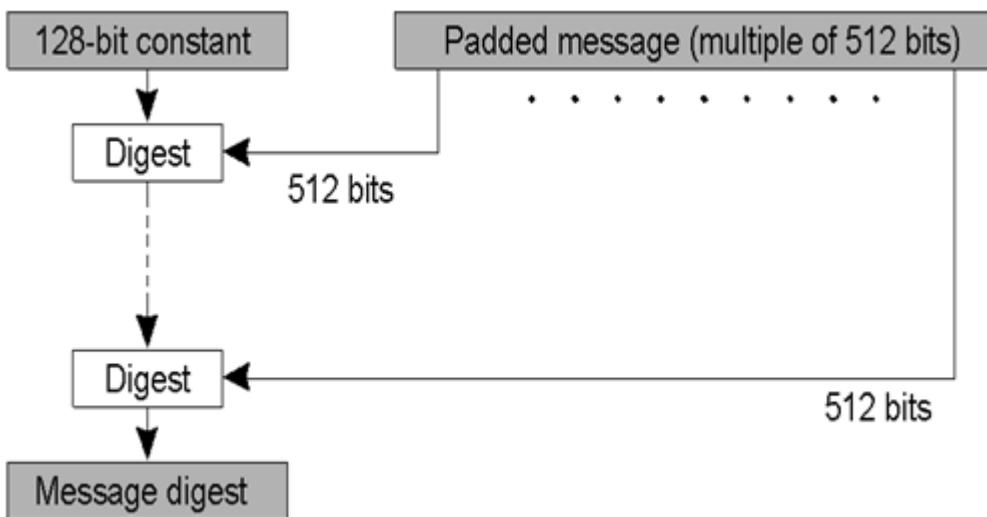 128-bit constant
Padded message (multiple of 512 bits)
Digest
512 bits
Digest
512 bits
Message digest